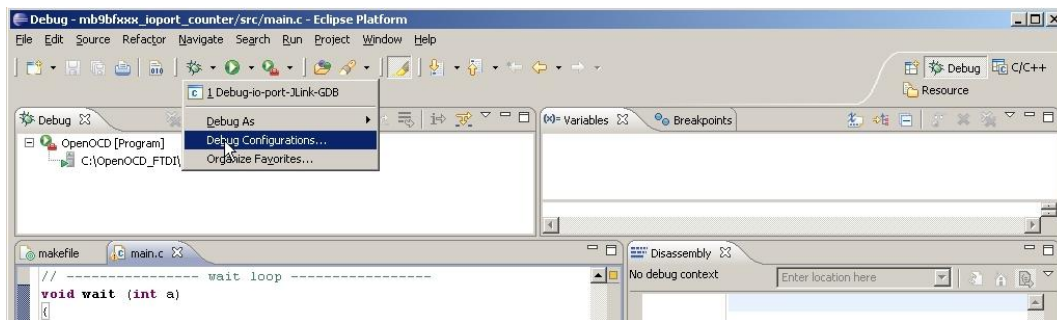 Debug - mb9bfxxx_ioport_counter/src/main.c - Eclipse Platform
File Edit Source Refactor Navigate Search Run Project Window Help
Debug C/C++
Resource
1 Debug-io-port-JLink-GDB
Debug As
Debug Configurations...
Organize Favorites...
Debug
OpenOCD [Program]
C:\OpenOCD_FTDI\
(x)= Variables Breakpoints
makefile main.c
// ---------------- wait loop -----------------
void wait (int a)
{
Disassembly
No debug context Enter location here